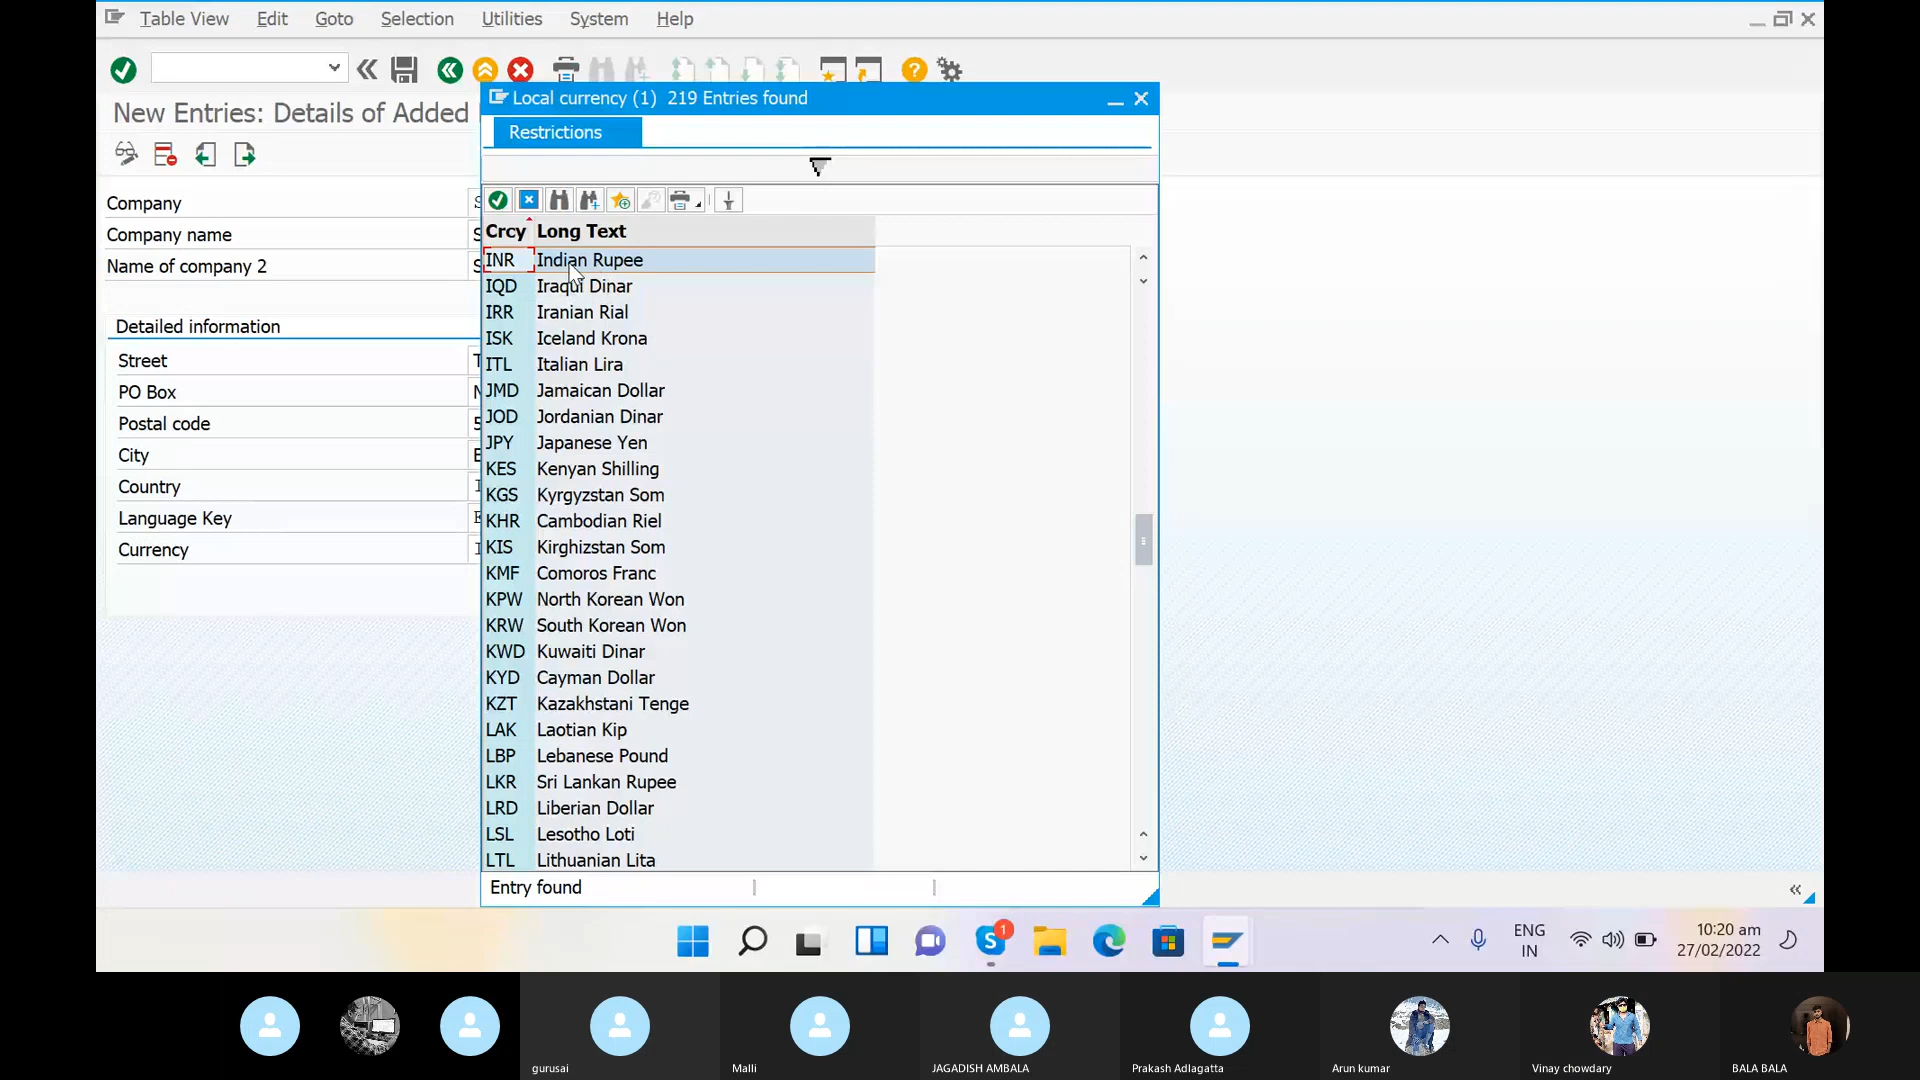 Table View Edit Goto Selection Utilities System Help
New Entries: Details of Added
Local currency (1) 219 Entries found
Restrictions
Company
Company name
Name of company 2
Detailed information
Street
PO Box
Postal code
City
Country
Language Key
Currency
Crcy Long Text
INR Indian Rupee
IQD Iraqui Dinar
IRR Iranian Rial
ISK Iceland Krona
ITL Italian Lira
JMD Jamaican Dollar
JOD Jordanian Dinar
JPY Japanese Yen
KES Kenyan Shilling
KGS Kyrgyzstan Som
KHR Cambodian Riel
KIS Kirghizstan Som
KMF Comoros Franc
KPW North Korean Won
KRW South Korean Won
KWD Kuwaiti Dinar
KYD Cayman Dollar
KZT Kazakhstani Tenge
LAK Laotian Kip
LBP Lebanese Pound
LKR Sri Lankan Rupee
LRD Liberian Dollar
LSL Lesotho Loti
LTL Lithuanian Lita
Entry found
1
ENG
IN
10:20 am
27/02/2022
gurusai
Malli
JAGADISH AMBALA
Prakash Adlagatta
Arun kumar
Vinay chowdary
BALA BALA